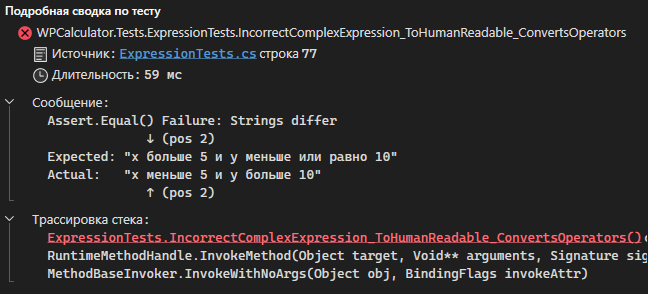 Подробная сводка по тесту
WPCalculator.Tests.ExpressionTests.IncorrectComplexExpression_ToHumanReadable_ConvertsOperators
Источник: ExpressionTests.cs строка 77
Длительность: 59 мс
Сообщение:
Assert.Equal() Failure: Strings differ
↓ (pos 2)
Expected: "x больше 5 и y меньше или равно 10"
Actual: "x меньше 5 и y больше 10"
↑ (pos 2)
Трассировка стека:
ExpressionTests.IncorrectComplexExpression_ToHumanReadable_ConvertsOperators()
RuntimeMethodHandle.InvokeMethod(Object target, Void** arguments, Signature sig
MethodBaseInvoker.InvokeWithNoArgs(Object obj, BindingFlags invokeAttr)